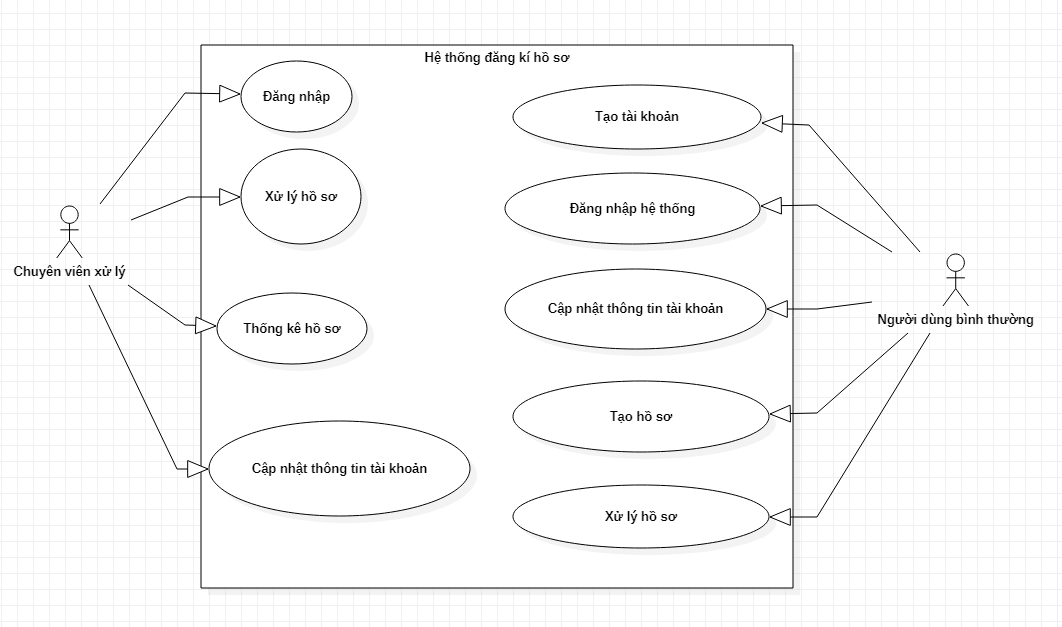 Hệ thống đăng kí hồ sơ
Đăng nhập
Xử lý hồ sơ
Chuyên viên xử lý
Thống kê hồ sơ
Cập nhật thông tin tài khoản
Tạo tài khoản
Đăng nhập hệ thống
Cập nhật thông tin tài khoản
Người dùng bình thường
Tạo hồ sơ
Xử lý hồ sơ